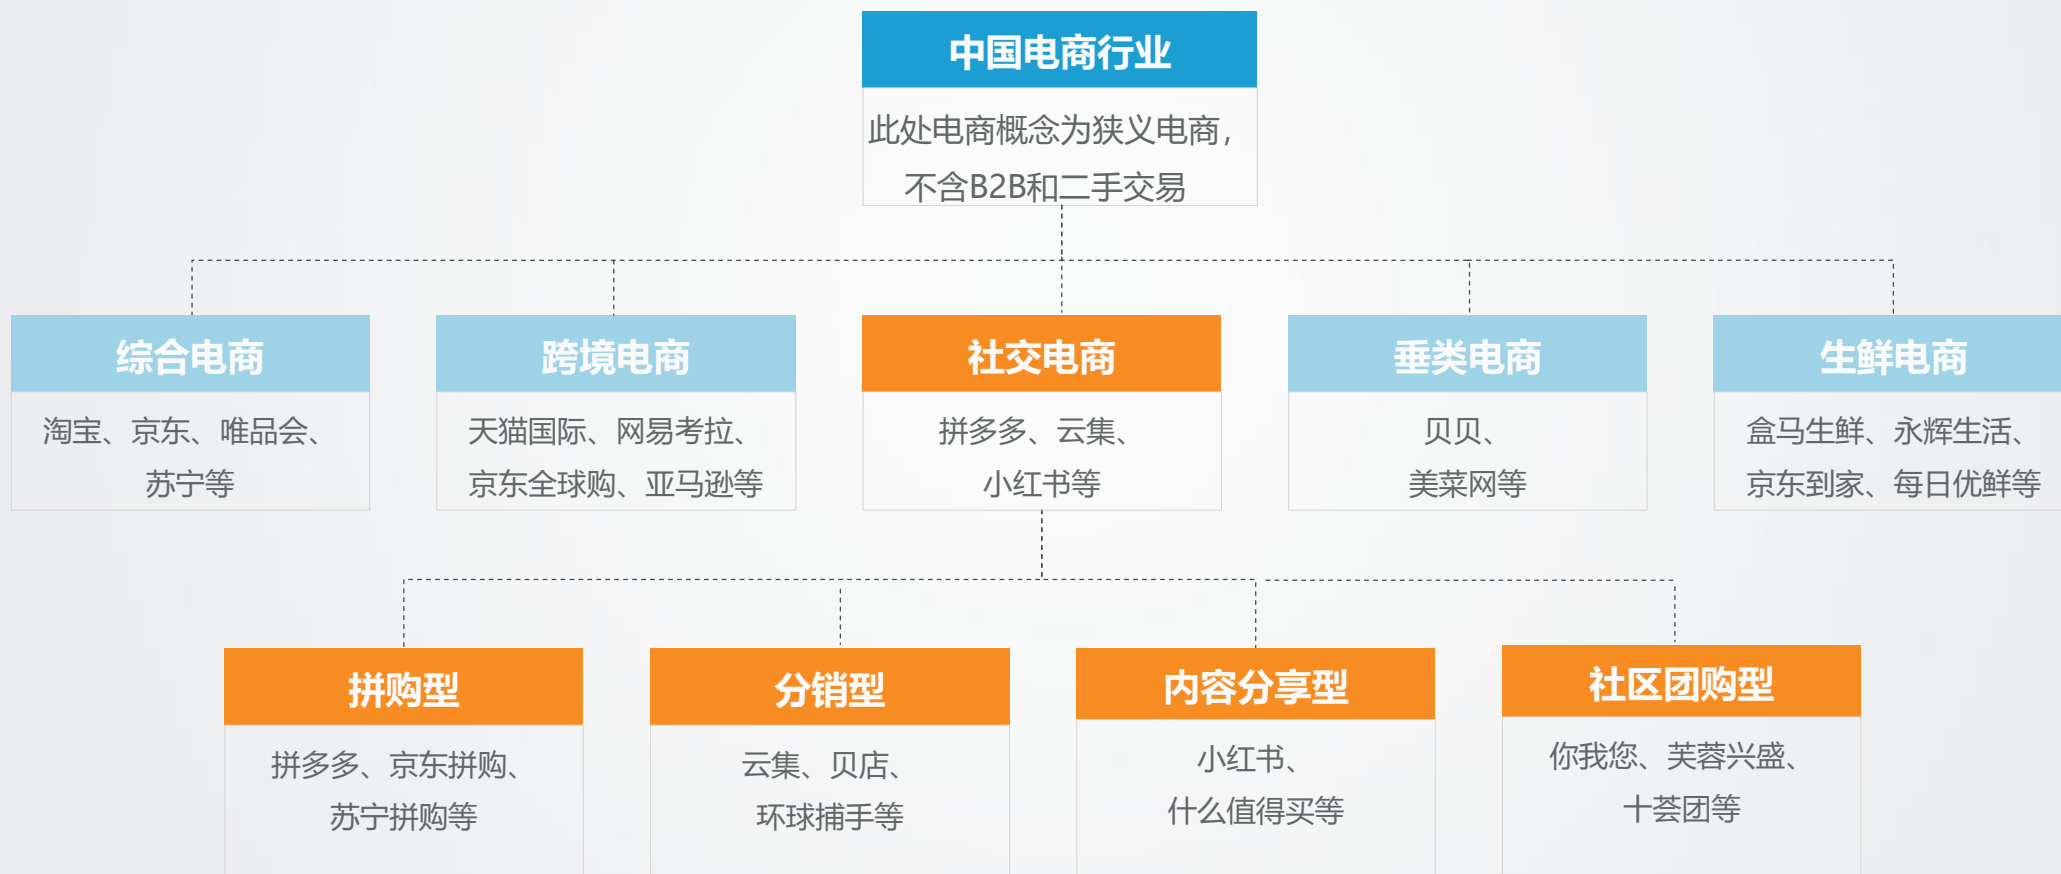 中国电商行业
此处电商概念为狭义电商，
不含B2B和二手交易
综合电商
淘宝、京东、唯品会、
苏宁等
跨境电商
天猫国际、网易考拉、
京东全球购、亚马逊等
社交电商
拼多多、云集、
小红书等
垂类电商
贝贝、
美菜网等
生鲜电商
盒马生鲜、永辉生活、
京东到家、每日优鲜等
拼购型
拼多多、京东拼购、
苏宁拼购等
分销型
云集、贝店、
环球捕手等
内容分享型
小红书、
什么值得买等
社区团购型
你我您、芙蓉兴盛、
十荟团等